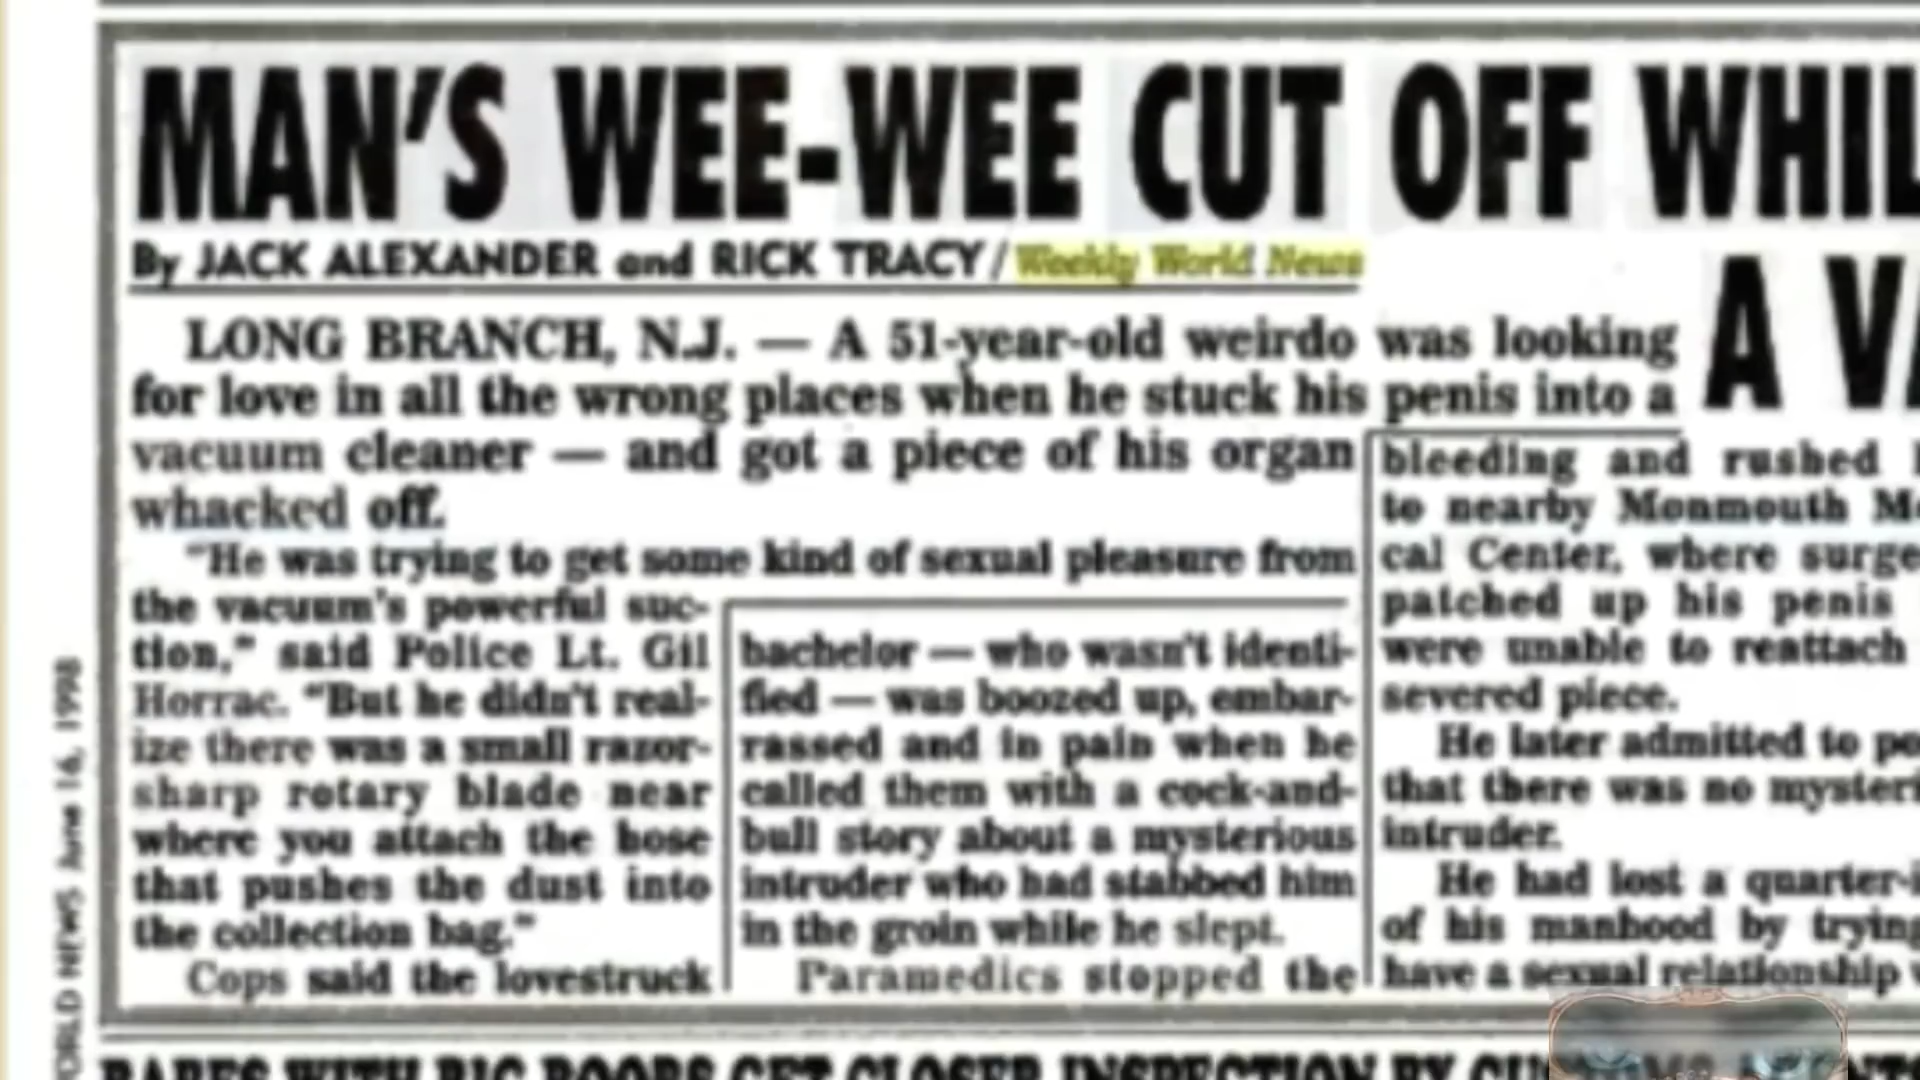 MAN'S WEE-WEE CUT OFF WHIL
By JACK ALEXANDER and RICK TRACY/Weekly World News
A VA
LONG BRANCH, N.J. — A 51-year-old weirdo was looking
for love in all the wrong places when he stuck his penis into a
vacuum cleaner — and got a piece of his organ
whacked off.
"He was trying to get some kind of sexual pleasure from
the vacuum's powerful suc-
tion," said Police Lt. Gil
Horrac. "But he didn't real-
ize there was a small razor-
sharp rotary blade near
where you attach the hose
that pushes the dust into
the collection bag."
Cops said the lovestruck
bachelor — who wasn't identi-
fied — was boozed up, embar-
rassed and in pain when he
called them with a cock-and-
bull story about a mysterious
intruder who had stabbed him
in the groin while he slept.
Paramedics stopped the
bleeding and rushed
to nearby Monmouth Me
cal Center, where surge
patched up his penis
were unable to reattach
severed piece.
He later admitted to po
that there was no mysteri
intruder.
He had lost a quarter-i
of his manhood by trying
have a sexual relationship
ORLD NEWS June 16, 1998
BABES WITH BIG BOOBS GET CLOSER INSPECTION BY